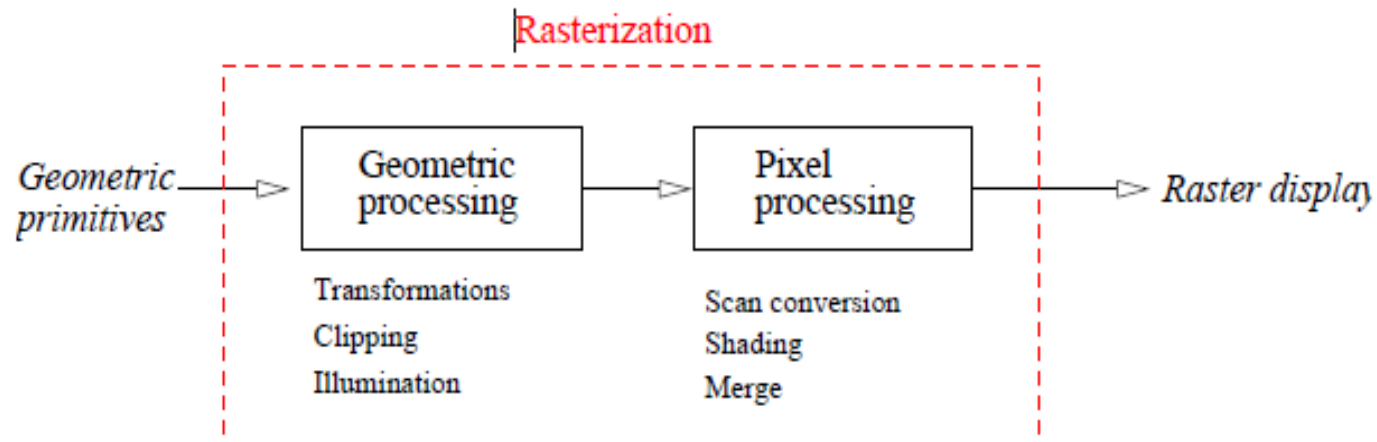 Rasterization
Geometric
primitives
Geometric
processing
Pixel
processing
Raster display
Transformations
Clipping
Illumination
Scan conversion
Shading
Merge